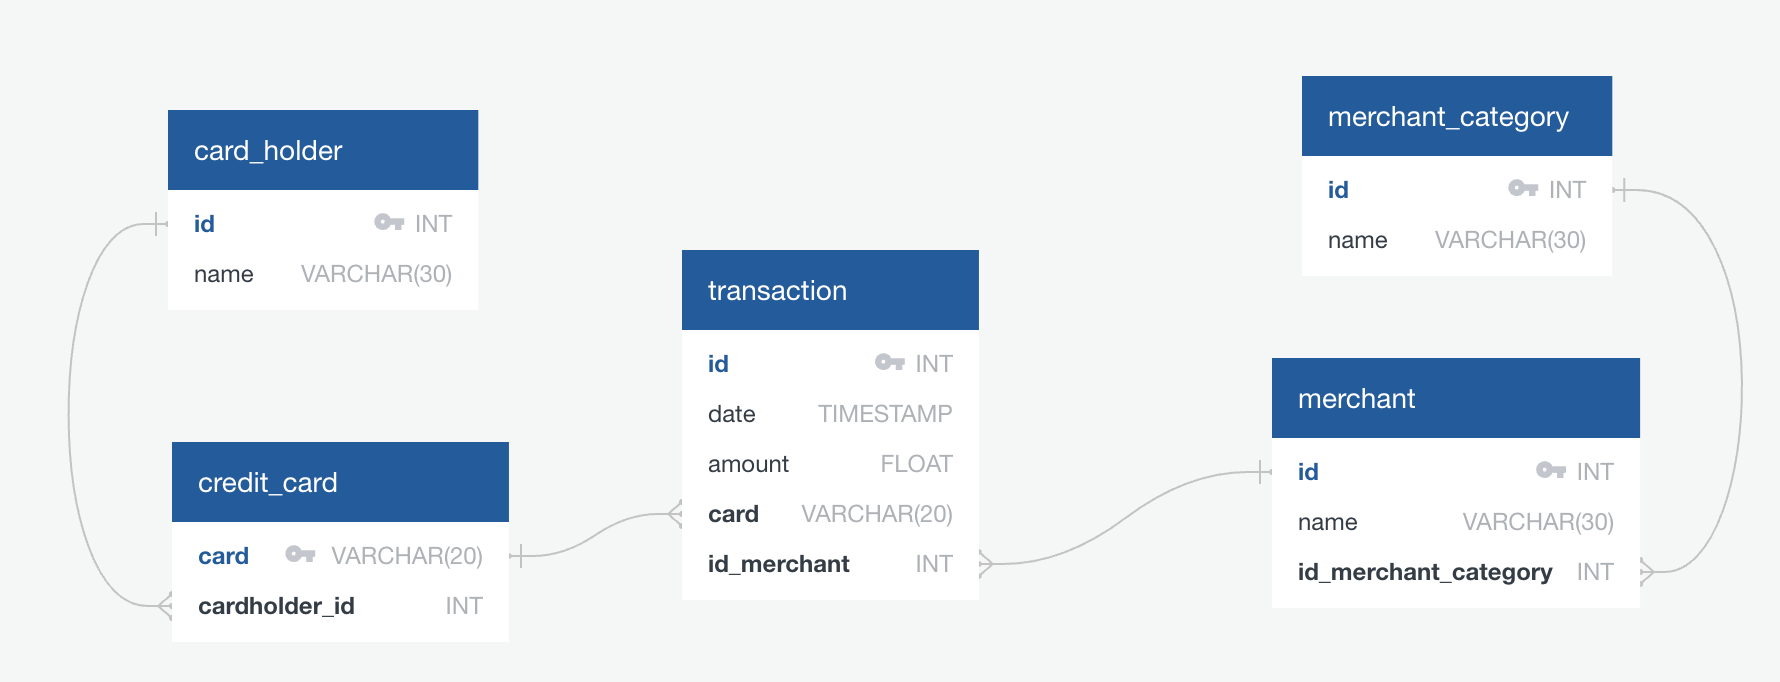 card_holder
id INT
name VARCHAR(30)
credit_card
card VARCHAR(20)
cardholder_id INT
transaction
id INT
date TIMESTAMP
amount FLOAT
card VARCHAR(20)
id_merchant INT
merchant_category
id INT
name VARCHAR(30)
merchant
id INT
name VARCHAR(30)
id_merchant_category INT